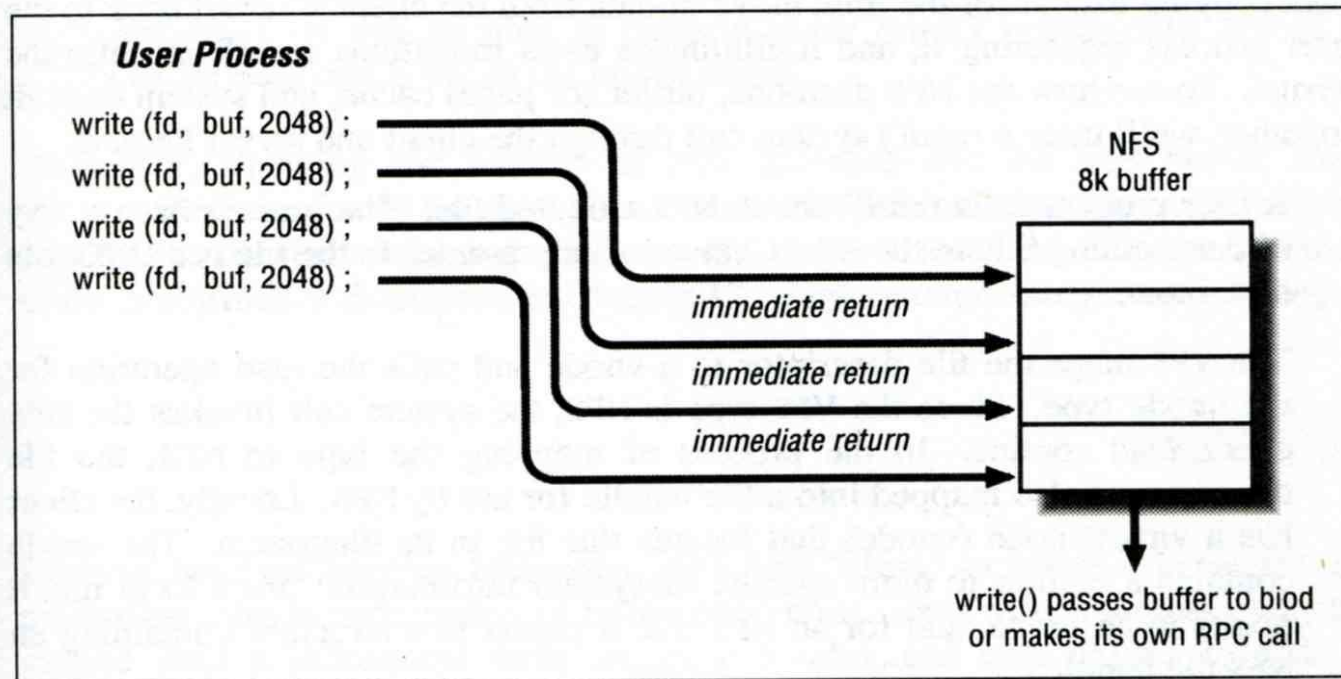 User Process
write (fd, buf, 2048) ;
write (fd, buf, 2048) ;
write (fd, buf, 2048) ;
write (fd, buf, 2048) ;
NFS
8k buffer
immediate return
immediate return
immediate return
write() passes buffer to biod
or makes its own RPC call